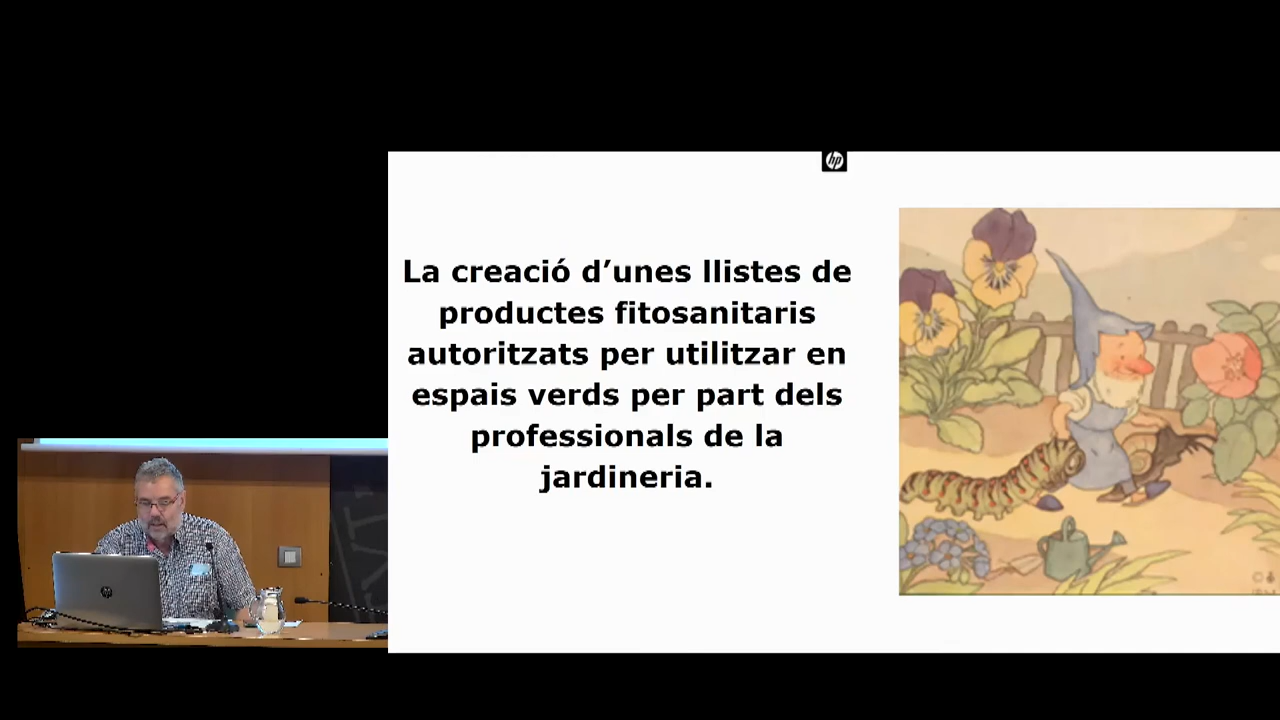 hp
La creació d’unes llistes de
productes fitosanitaris
autoritzats per utilitzar en
espais verds per part dels
professionals de la
jardineria.